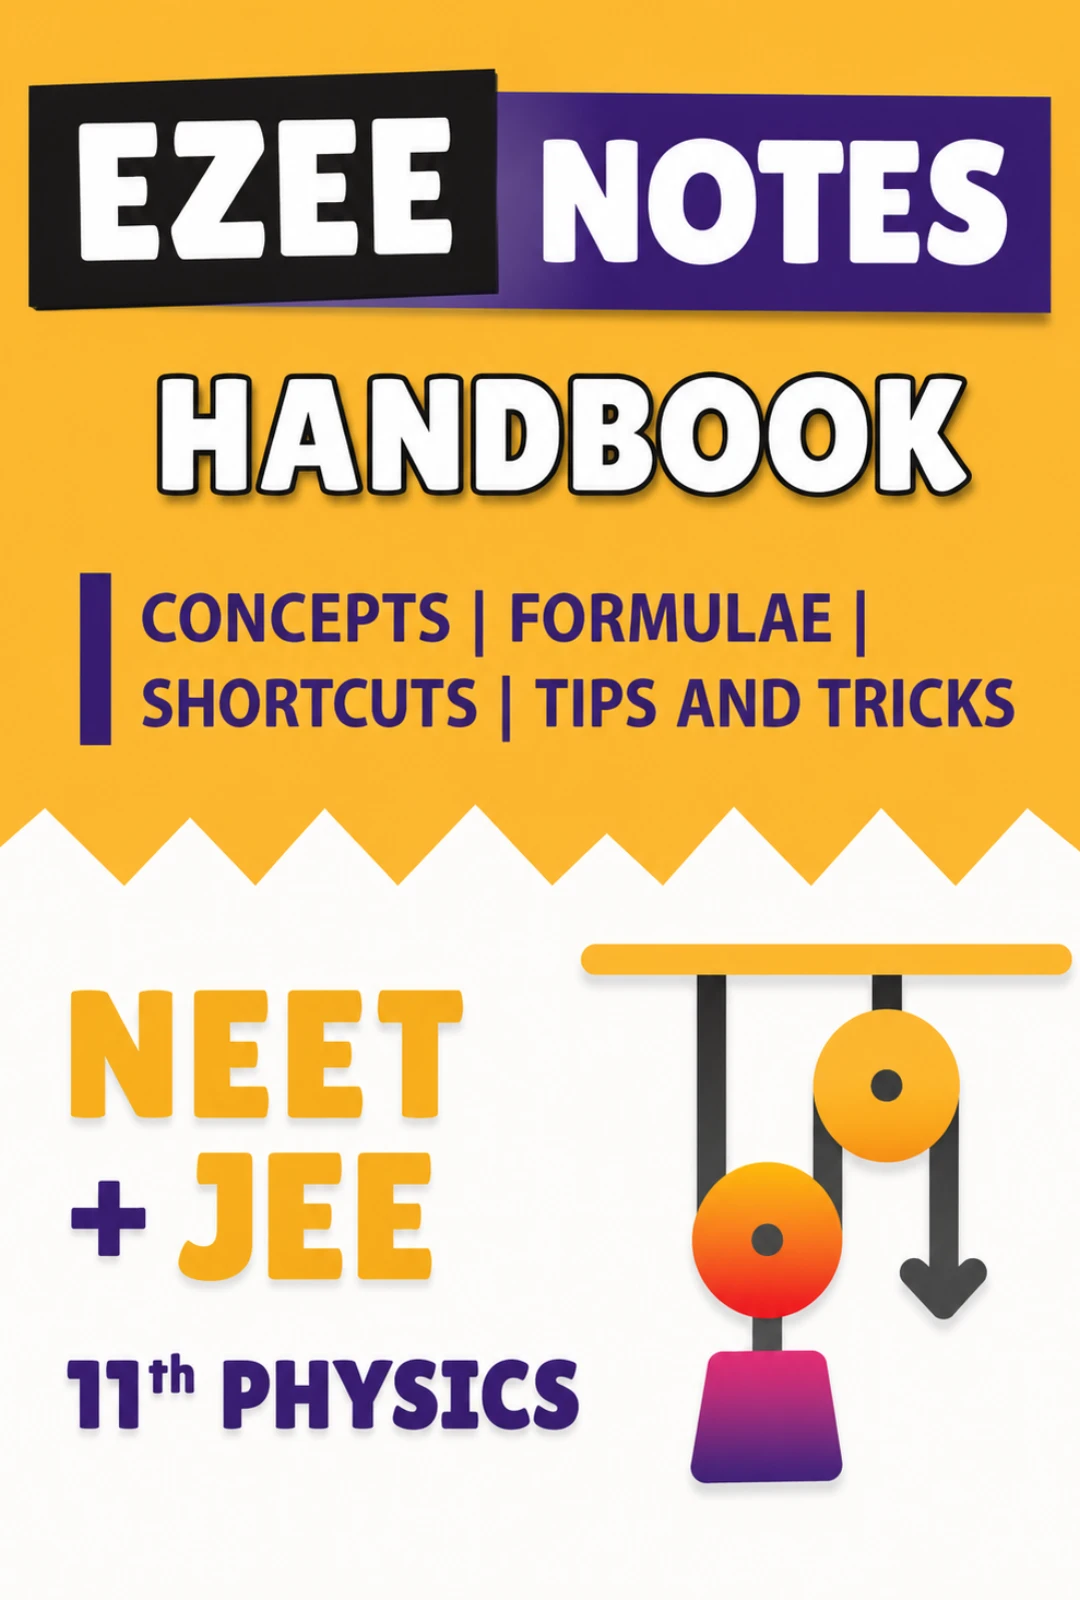 EZEE NOTES
HANDBOOK
CONCEPTS | FORMULAE |
SHORTCUTS | TIPS AND TRICKS
NEET
+ JEE
11th PHYSICS